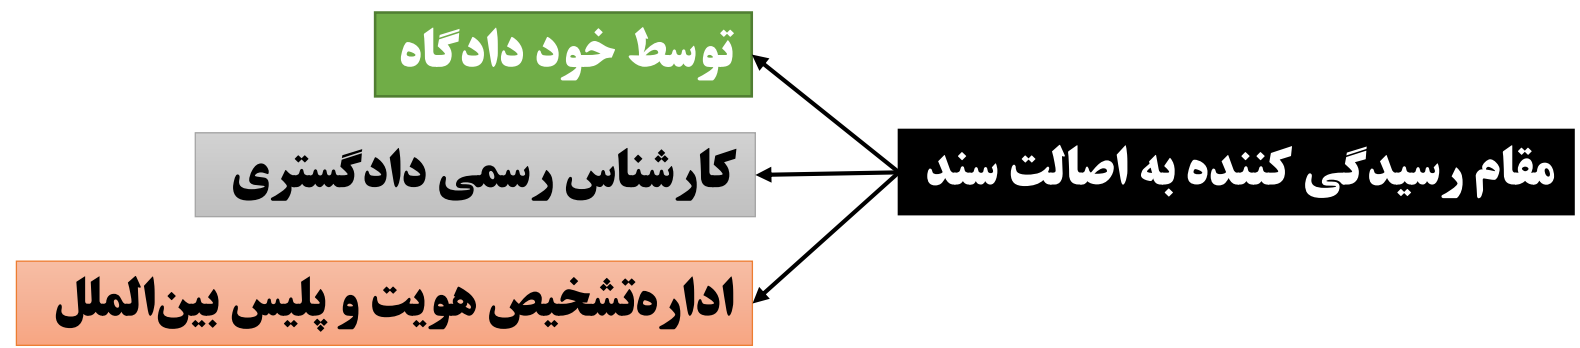 مقام رسیدگی کننده به اصالت سند
توسط خود دادگاه
کارشناس رسمی دادگستری
اداره‌تشخیص هویت و پلیس بین‌الملل